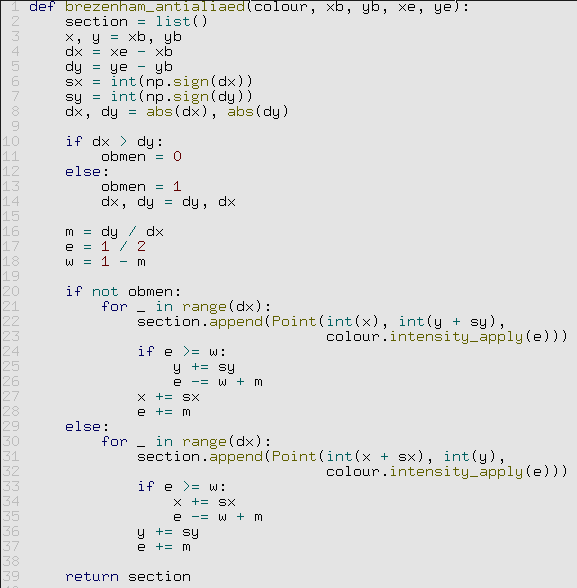 1 def brezenham_antialiaed(colour, xb, yb, xe, ye):
2     section = list()
3     x, y = xb, yb
4     dx = xe - xb
5     dy = ye - yb
6     sx = int(np.sign(dx))
7     sy = int(np.sign(dy))
8     dx, dy = abs(dx), abs(dy)
9
10     if dx > dy:
11         obmen = 0
12     else:
13         obmen = 1
14         dx, dy = dy, dx
15
16     m = dy / dx
17     e = 1 / 2
18     w = 1 - m
19
20     if not obmen:
21         for _ in range(dx):
22             section.append(Point(int(x), int(y + sy),
23                                  colour.intensity_apply(e)))
24             if e >= w:
25                 y += sy
26                 e -= w + m
27             x += sx
28             e += m
29     else:
30         for _ in range(dx):
31             section.append(Point(int(x + sx), int(y),
32                                  colour.intensity_apply(e)))
33             if e >= w:
34                 x += sx
35                 e -= w + m
36             y += sy
37             e += m
38
39     return section